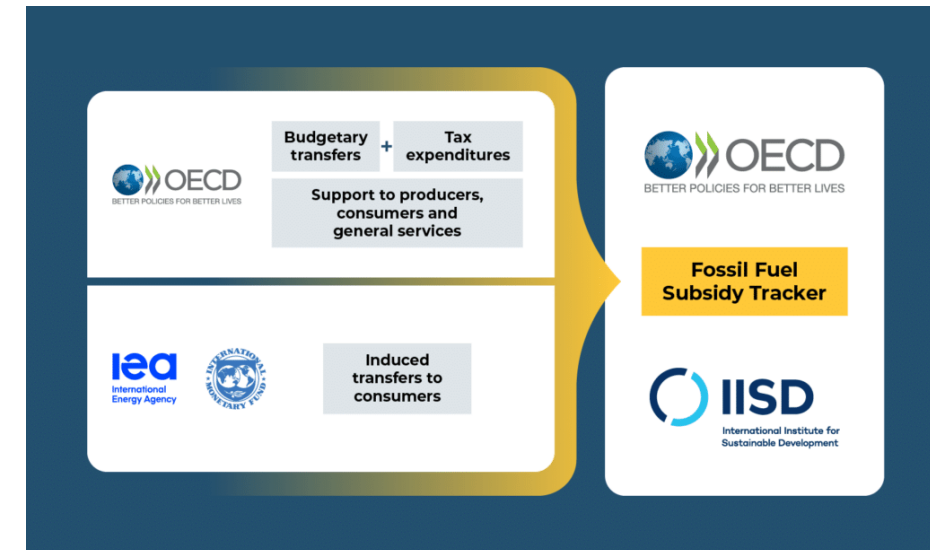 OECD
BETTER POLICIES FOR BETTER LIVES
Budgetary
transfers
+
Tax
expenditures
Support to producers,
consumers and
general services
iea
International
Energy Agency
INTERNATIONAL MONETARY FUND
Induced
transfers to
consumers
OECD
BETTER POLICIES FOR BETTER LIVES
Fossil Fuel
Subsidy Tracker
IISD
International Institute for
Sustainable Development